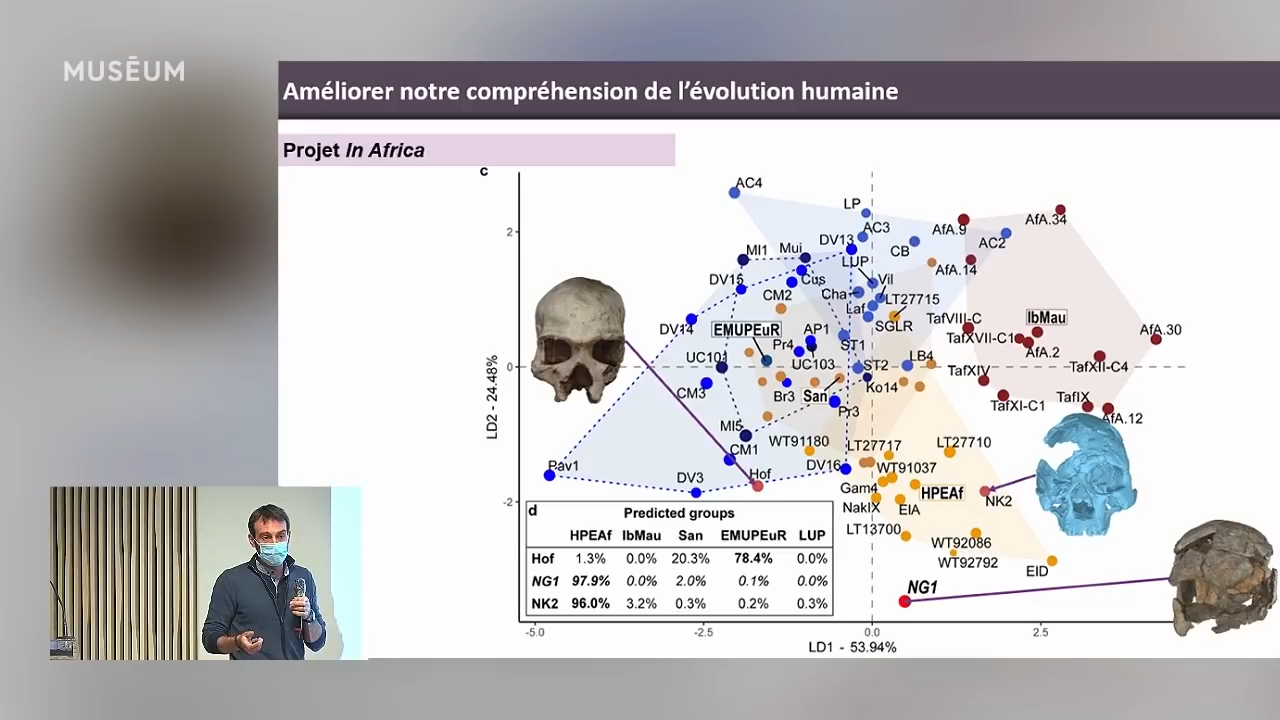 MUSĒUM
Améliorer notre compréhension de l'évolution humaine
Projet In Africa
c
AC4
LP
AfA.9
AfA.34
AC3
DV13
CB
AC2
MI1
Mui
LUP
AfA.14
DV15
Cus
Vil
CM2
Cha
LT27715
Laf
TafVIII-C
IbMau
DV14
EMUPEuR
AP1
SGLR
AfA.30
Pr4
ST1
TafXVII-C1
AfA.2
UC101
UC103
ST2
LB4
TafXIV
TafXII-C4
CM3
Br3
San
Ko14
Pr3
TafXI-C1
TafIX
AfA.12
MI5
WT91180
LT27717
LT27710
CM1
Pav1
DV3
Hof
DV16
WT91037
Gam4
HPEAf
NK2
NakIX
EIA
LT13700
WT92086
WT92792
EID
NG1
2
0
-2
LD2 - 24.48%
d
Predicted groups
HPEAf IbMau San EMUPEuR LUP
Hof 1.3% 0.0% 20.3% 78.4% 0.0%
NG1 97.9% 0.0% 2.0% 0.1% 0.0%
NK2 96.0% 3.2% 0.3% 0.2% 0.3%
-5.0 -2.5 0.0 2.5
LD1 - 53.94%